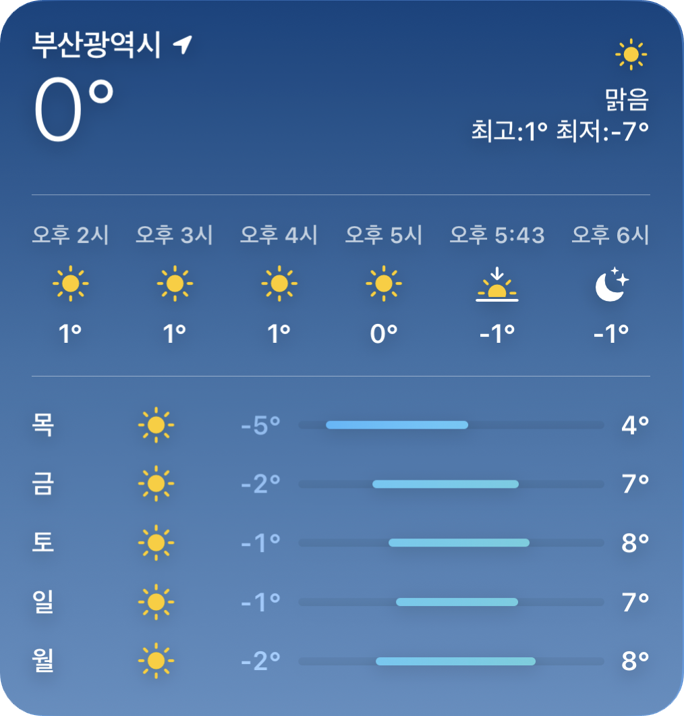 부산광역시
0°
맑음
최고:1° 최저:-7°
오후 2시 오후 3시 오후 4시 오후 5시 오후 5:43 오후 6시
1° 1° 1° 0° -1° -1°
목 -5° 4°
금 -2° 7°
토 -1° 8°
일 -1° 7°
월 -2° 8°